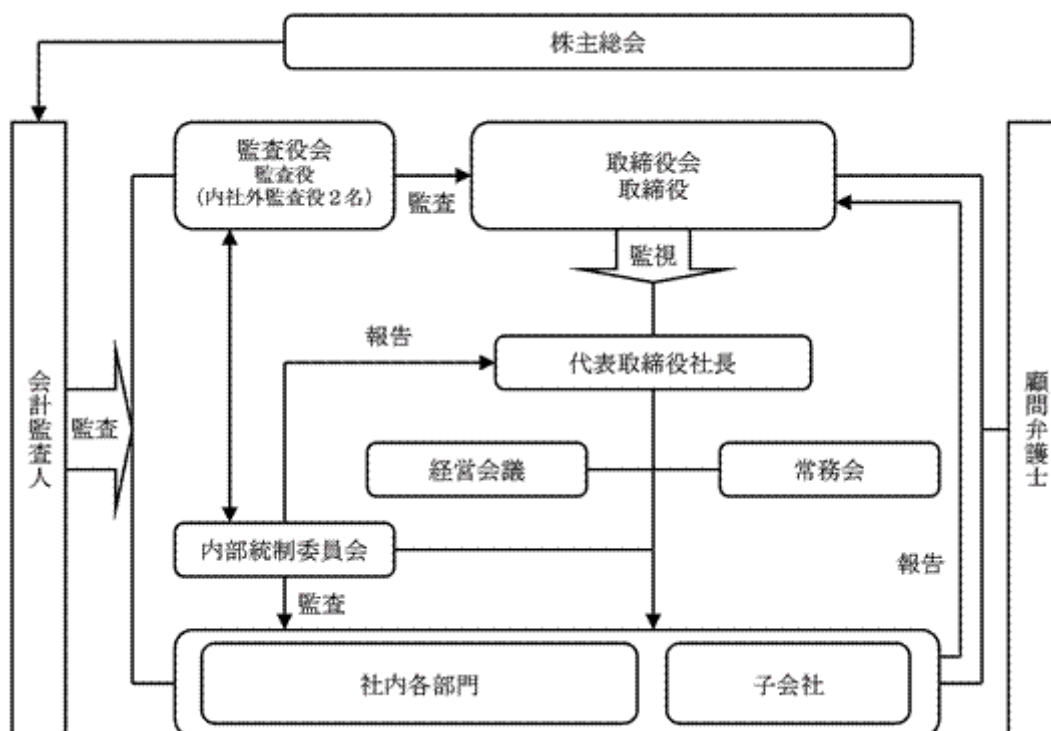 株主総会
監査役会
監査役
（内社外監査役２名）
監査
取締役会
取締役
監視
報告
代表取締役社長
会計監査人
監査
顧問弁護士
経営会議
常務会
内部統制委員会
報告
監査
社内各部門
子会社